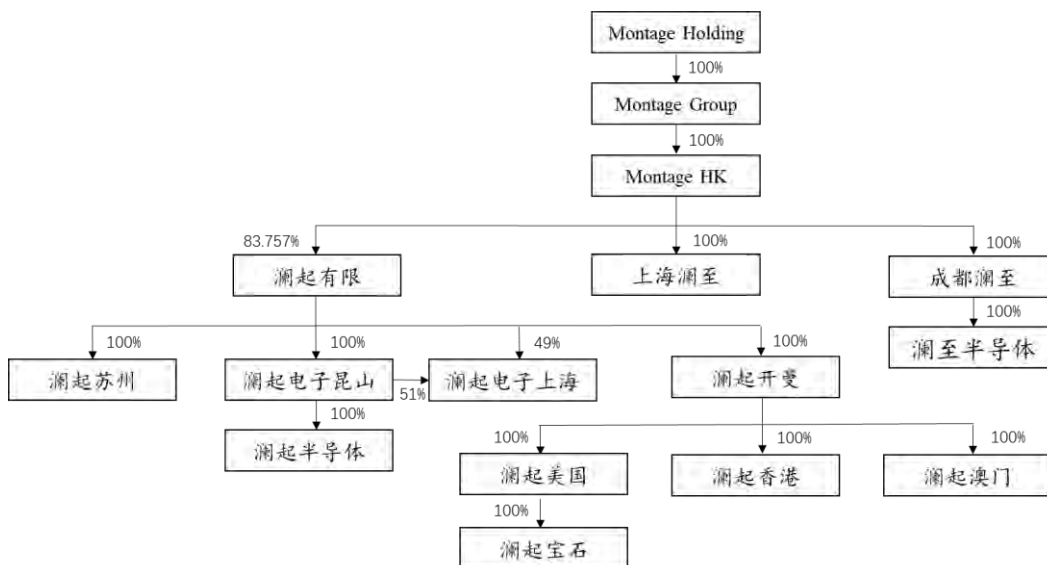 Montage Holding
100%
Montage Group
100%
Montage HK
83.757%
100%
100%
澜起有限
上海澜至
成都澜至
100%
澜至半导体
100%
100%
49%
100%
澜起苏州
澜起电子昆山
51%
澜起电子上海
澜起开曼
100%
澜起半导体
100%
100%
100%
澜起美国
澜起香港
澜起澳门
100%
澜起宝石